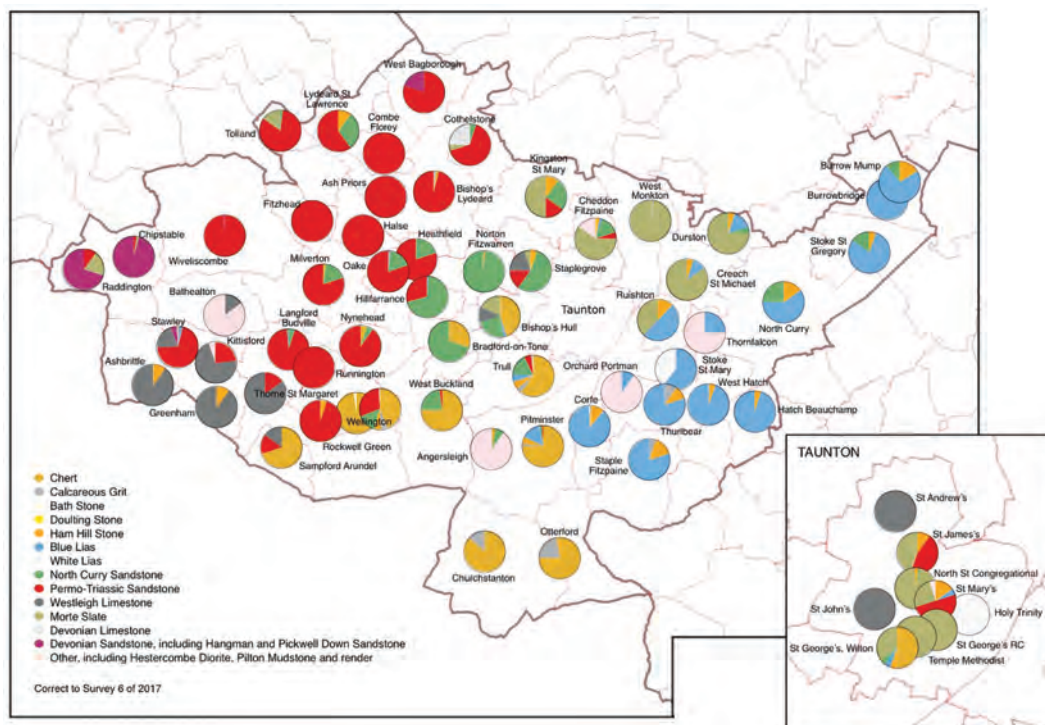 West Bagborough
Lydeard St
Lawrence
Combe
Florey
Cothelstone
Tolland
Kingston
St Mary
Burrow Mump
Ash Priors
Bishop's
Lydeard
West
Monkton
Cheddon
Fitzpaine
Burrowbridge
Fitzhead
Halse
Durston
Chipstable
Heathfield
Norton
Fitzwarren
Stoke St
Gregory
Wiveliscombe
Milverton
Oake
Staplegrove
Creech
St Michael
Raddington
Bathealton
Hillfarrance
Ruishton
North Curry
Langford
Budville
Nynehead
Taunton
Stawley
Kittisford
Bishop's Hull
Thornfalcon
Bradford-on-Tone
Ashbrittle
Trull
Orchard Portman
Stoke
St Mary
Runnington
West Buckland
West Hatch
Thorne St Margaret
Corfe
Hatch Beauchamp
Greenham
Wellington
Pitminster
Thurlbear
Rockwell Green
Angersleigh
Staple
Fitzpaine
Sampford Arundel
Otterford
Churchstanton
Chert
Calcareous Grit
Bath Stone
Doulting Stone
Ham Hill Stone
Blue Lias
White Lias
North Curry Sandstone
Permo-Triassic Sandstone
Westleigh Limestone
Morte Slate
Devonian Limestone
Devonian Sandstone, including Hangman and Pickwell Down Sandstone
Other, including Hestercombe Diorite, Pilton Mudstone and render
Correct to Survey 6 of 2017
TAUNTON
St Andrew's
St James's
North St Congregational
St Mary's
St John's
Holy Trinity
St George's RC
St George's, Wilton
Temple Methodist